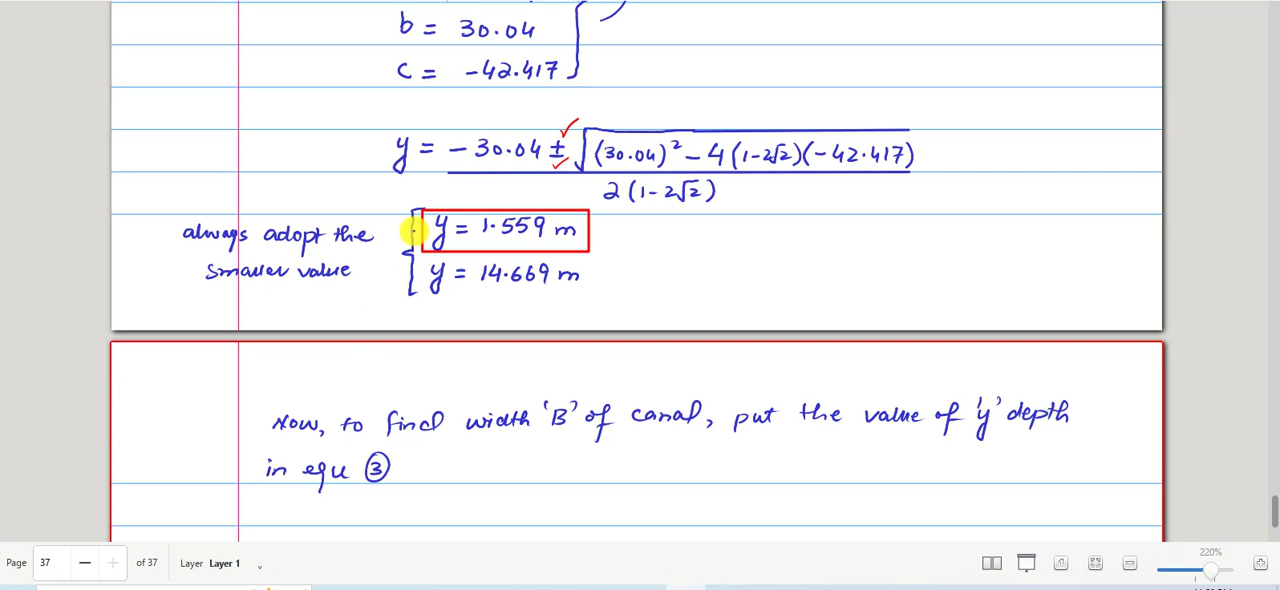 b = 30.04
c = -42.417
y = -30.04 ± √(30.04)² - 4(1-2√2)(-42.417)
2(1-2√2)
always adopt the
smaller value
y = 1.559 m
y = 14.669 m
Now, to find width 'B' of canal, put the value of 'y' depth
in equ ③
Page 37 of 37 Layer Layer 1
220%